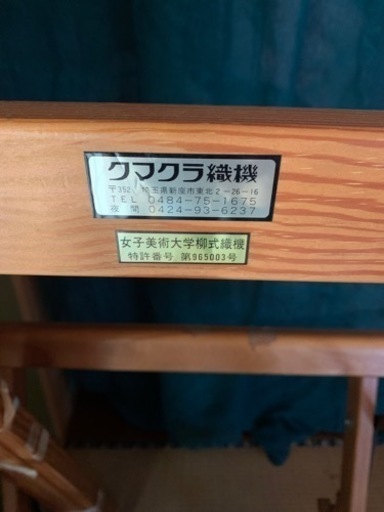 クマクラ織機
〒352 埼玉県新座市東北2-26-16
TEL 0484-75-1675
夜間 0424-93-6237
女子美術大学柳式織機
特許番号 第965003号